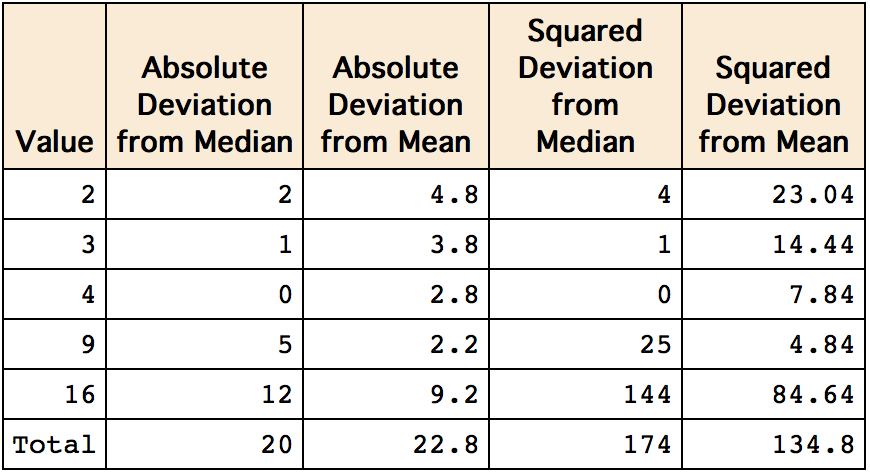 Value Absolute Deviation from Median Absolute Deviation from Mean Squared Deviation from Median Squared Deviation from Mean
2 2 4.8 4 23.04
3 1 3.8 1 14.44
4 0 2.8 0 7.84
9 5 2.2 25 4.84
16 12 9.2 144 84.64
Total 20 22.8 174 134.8